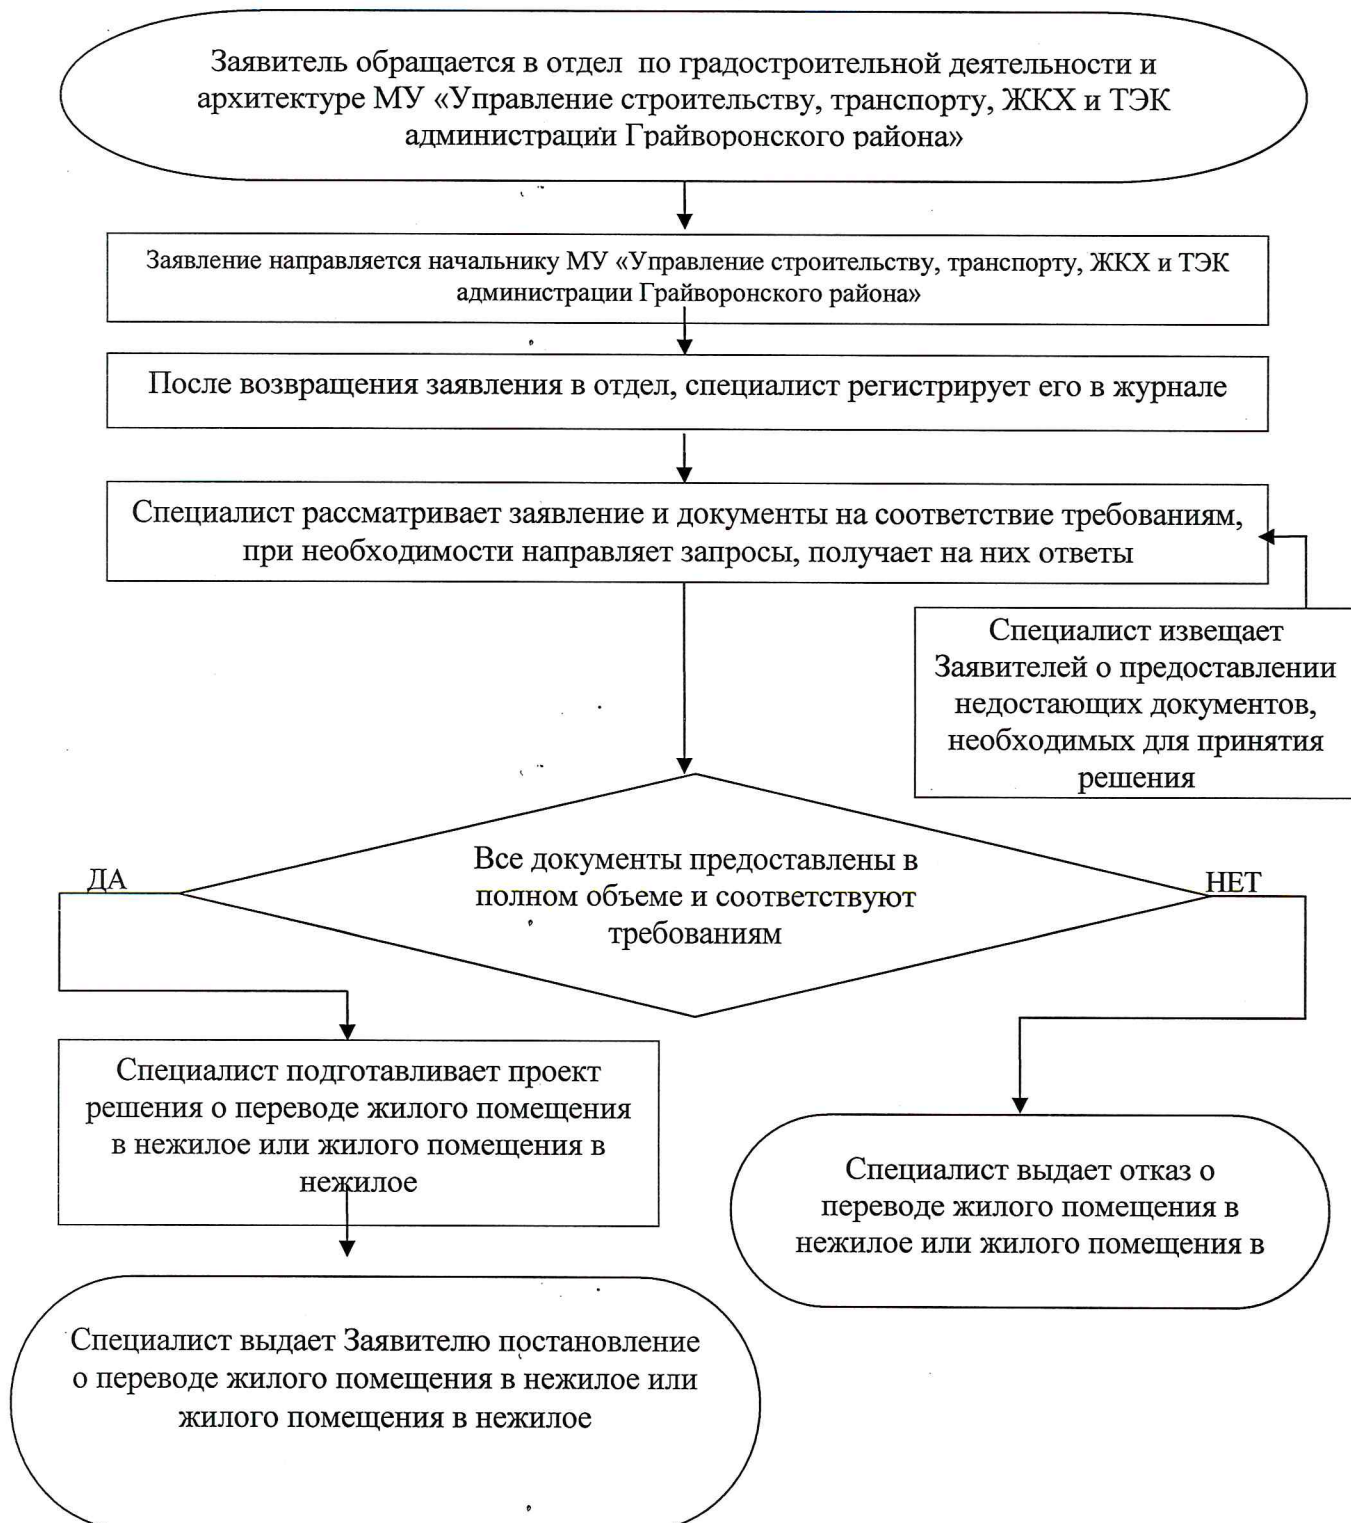 Заявитель обращается в отдел по градостроительной деятельности и
архитектуре МУ «Управление строительству, транспорту, ЖКХ и ТЭК
администрации Грайворонского района»
Заявление направляется начальнику МУ «Управление строительству, транспорту, ЖКХ и ТЭК
администрации Грайворонского района»
После возвращения заявления в отдел, специалист регистрирует его в журнале
Специалист рассматривает заявление и документы на соответствие требованиям,
при необходимости направляет запросы, получает на них ответы
Специалист извещает
Заявителей о предоставлении
недостающих документов,
необходимых для принятия
решения
Все документы предоставлены в
полном объеме и соответствуют
требованиям
ДА
НЕТ
Специалист подготавливает проект
решения о переводе жилого помещения
в нежилое или жилого помещения в
нежилое
Специалист выдает отказ о
переводе жилого помещения в
нежилое или жилого помещения в
Специалист выдает Заявителю постановление
о переводе жилого помещения в нежилое или
жилого помещения в нежилое